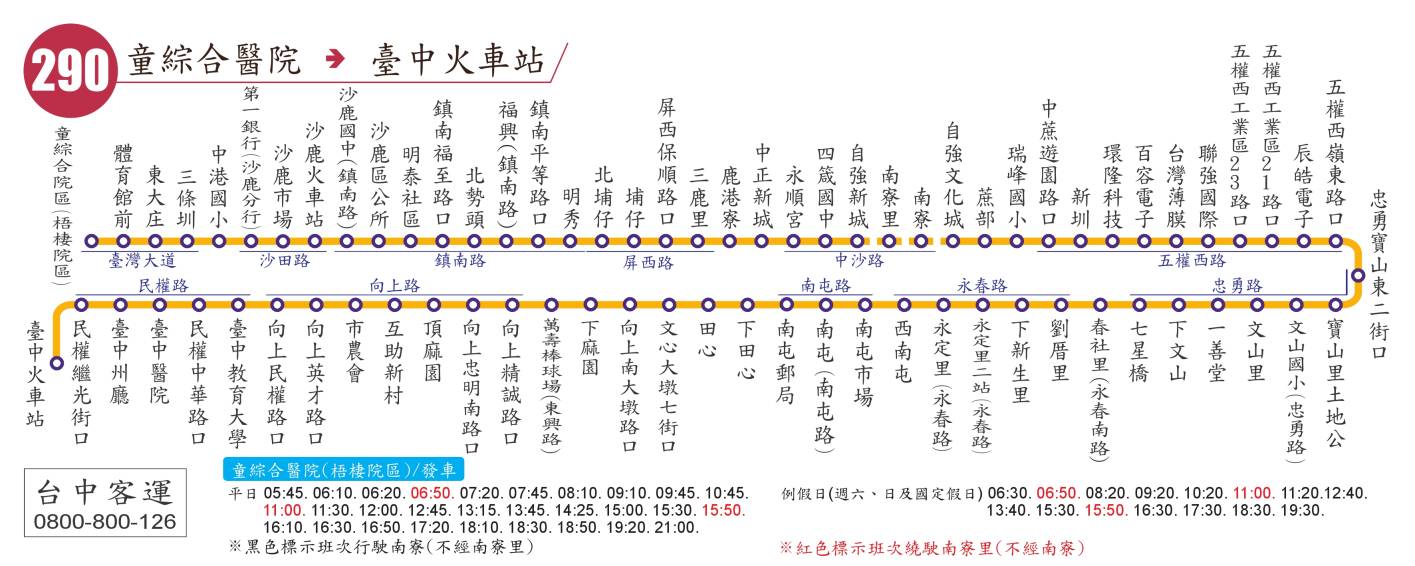 290
童綜合醫院 → 臺中火車站
童綜合院區(梧棲院區)
體育館前
東大庄
三條圳
中港國小
第一銀行(沙鹿分行)
沙鹿市場
沙鹿火車站
沙鹿國中(鎮南路)
沙鹿區公所
明泰社區
鎮南福至路口
北勢頭
福興(鎮南路)
鎮南平等路口
明秀
北埔仔
埔仔
屏西保順路口
三鹿里
鹿港寮
中正新城
永順宮
四箴國中
自強新城
南寮里
南寮
自強文化城
蔗部
瑞峰國小
中蔗遊園路口
新圳
環隆科技
百容電子
台灣薄膜
聯強國際
五權西工業區23路口
五權西工業區21路口
辰皓電子
五權西嶺東路口
忠勇寶山東二街口
臺灣大道
沙田路
鎮南路
屏西路
中沙路
五權西路
民權路
向上路
南屯路
永春路
忠勇路
臺中火車站
民權繼光街口
臺中州廳
臺中醫院
民權中華路口
臺中教育大學
向上民權路口
向上英才路口
市農會
互助新村
頂麻園
向上忠明南路口
向上精誠路口
萬壽棒球場(東興路)
下麻園
向上南大墩路口
文心大墩七街口
田心
下田心
南屯郵局
南屯(南屯路)
南屯市場
西南屯
永定里(永春路)
永定里二站(永春路)
下新生里
劉厝里
春社里(永春南路)
七星橋
下文山
一善堂
文山里
文山國小(忠勇路)
寶山里土地公
台中客運
0800-800-126
童綜合醫院(梧棲院區)/發車
平日 05:45. 06:10. 06:20. 06:50. 07:20. 07:45. 08:10. 09:10. 09:45. 10:45.
11:00. 11:30. 12:00. 12:45. 13:15. 13:45. 14:25. 15:00. 15:30. 15:50.
16:10. 16:30. 16:50. 17:20. 18:10. 18:30. 18:50. 19:20. 21:00.
※黑色標示班次行駛南寮(不經南寮里)
例假日(週六、日及國定假日) 06:30. 06:50. 08:20. 09:20. 10:20. 11:00. 11:20.12:40.
13:40. 15:30. 15:50. 16:30. 17:30. 18:30. 19:30.
※紅色標示班次繞駛南寮里(不經南寮)